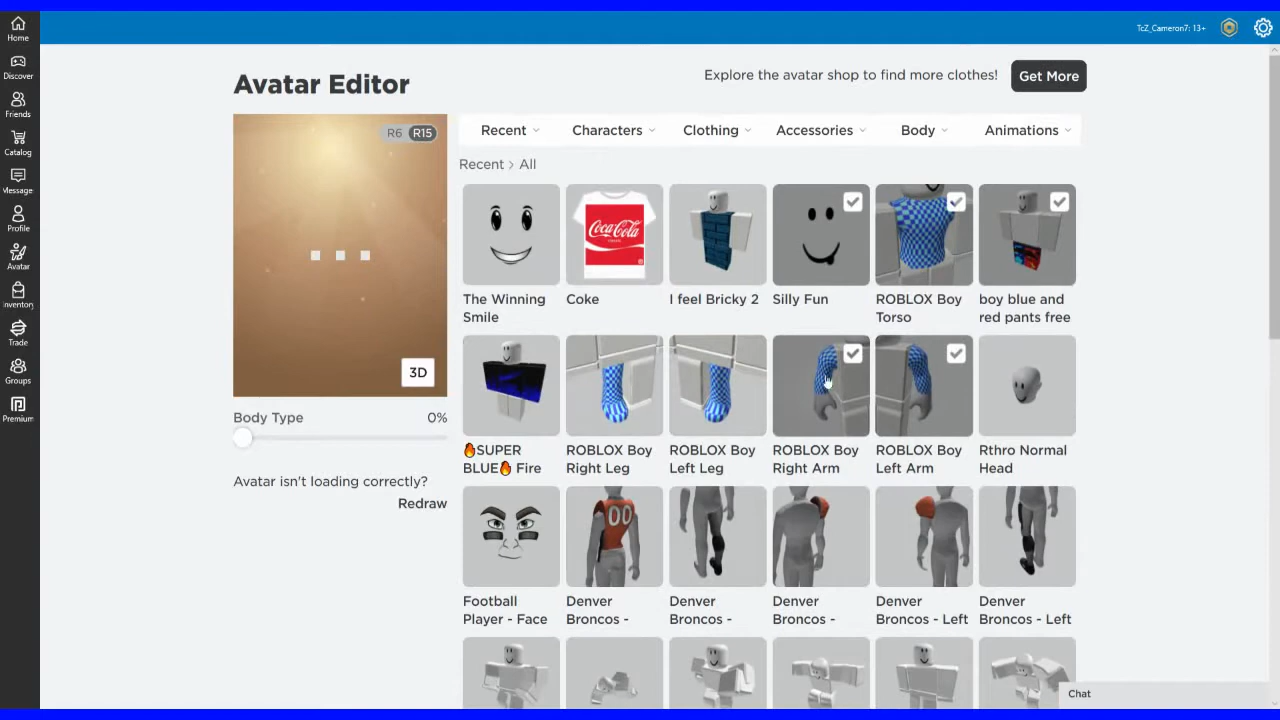 TcZ_Cameron7: 13+
Home
Discover
Friends
Catalog
Message
Profile
Avatar
Inventory
Trade
Groups
Premium
Avatar Editor
Explore the avatar shop to find more clothes!
Get More
R6 R15
3D
Body Type 0%
Avatar isn't loading correctly?
Redraw
Recent Characters Clothing Accessories Body Animations
Recent > All
Coca-Cola
The Winning
Smile
Coke
I feel Bricky 2
Silly Fun
ROBLOX Boy
Torso
boy blue and
red pants free
🔥SUPER
BLUE🔥 Fire
ROBLOX Boy
Right Leg
ROBLOX Boy
Left Leg
ROBLOX Boy
Right Arm
ROBLOX Boy
Left Arm
Rthro Normal
Head
00
Football
Player - Face
Denver
Broncos -
Denver
Broncos -
Denver
Broncos -
Denver
Broncos - Left
Denver
Broncos - Left
Chat